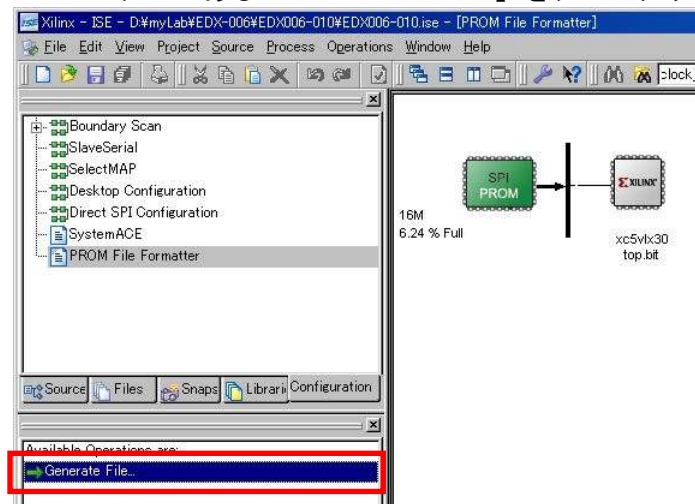 Xilinx - ISE - D:¥myLab¥EDX-006¥EDX006-010¥EDX006-010.ise - [PROM File Formatter]
File Edit View Project Source Process Operations Window Help
Boundary Scan
SlaveSerial
SelectMAP
Desktop Configuration
Direct SPI Configuration
SystemACE
PROM File Formatter
Source Files Snaps Librari Configuration
Available Operations are:
Generate File...
SPI
PROM
16M
6.24 % Full
XILINX
xc5vlx30
top.bit